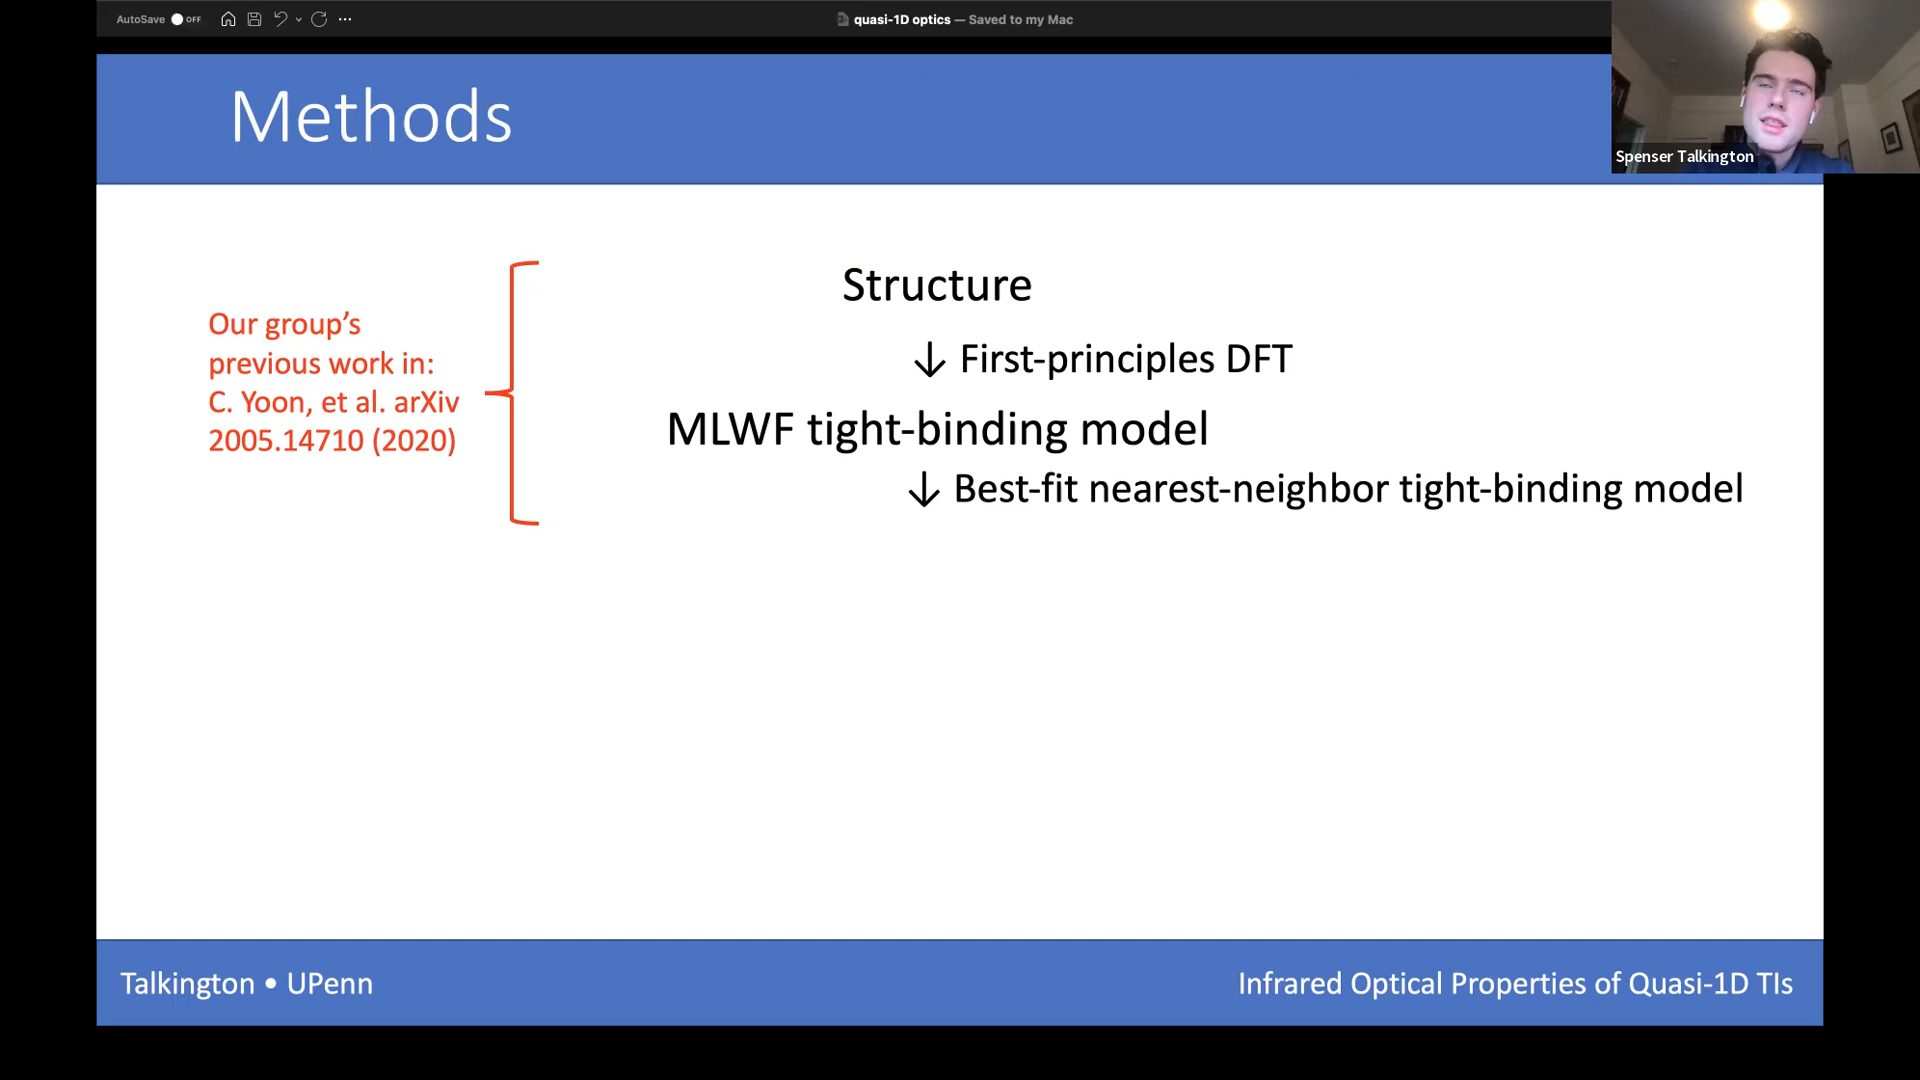 AutoSave OFF
quasi-1D optics — Saved to my Mac
Methods
Spenser Talkington
Structure
Our group’s
previous work in:
C. Yoon, et al. arXiv
2005.14710 (2020)
↓ First-principles DFT
MLWF tight-binding model
↓ Best-fit nearest-neighbor tight-binding model
Talkington • UPenn
Infrared Optical Properties of Quasi-1D TIs